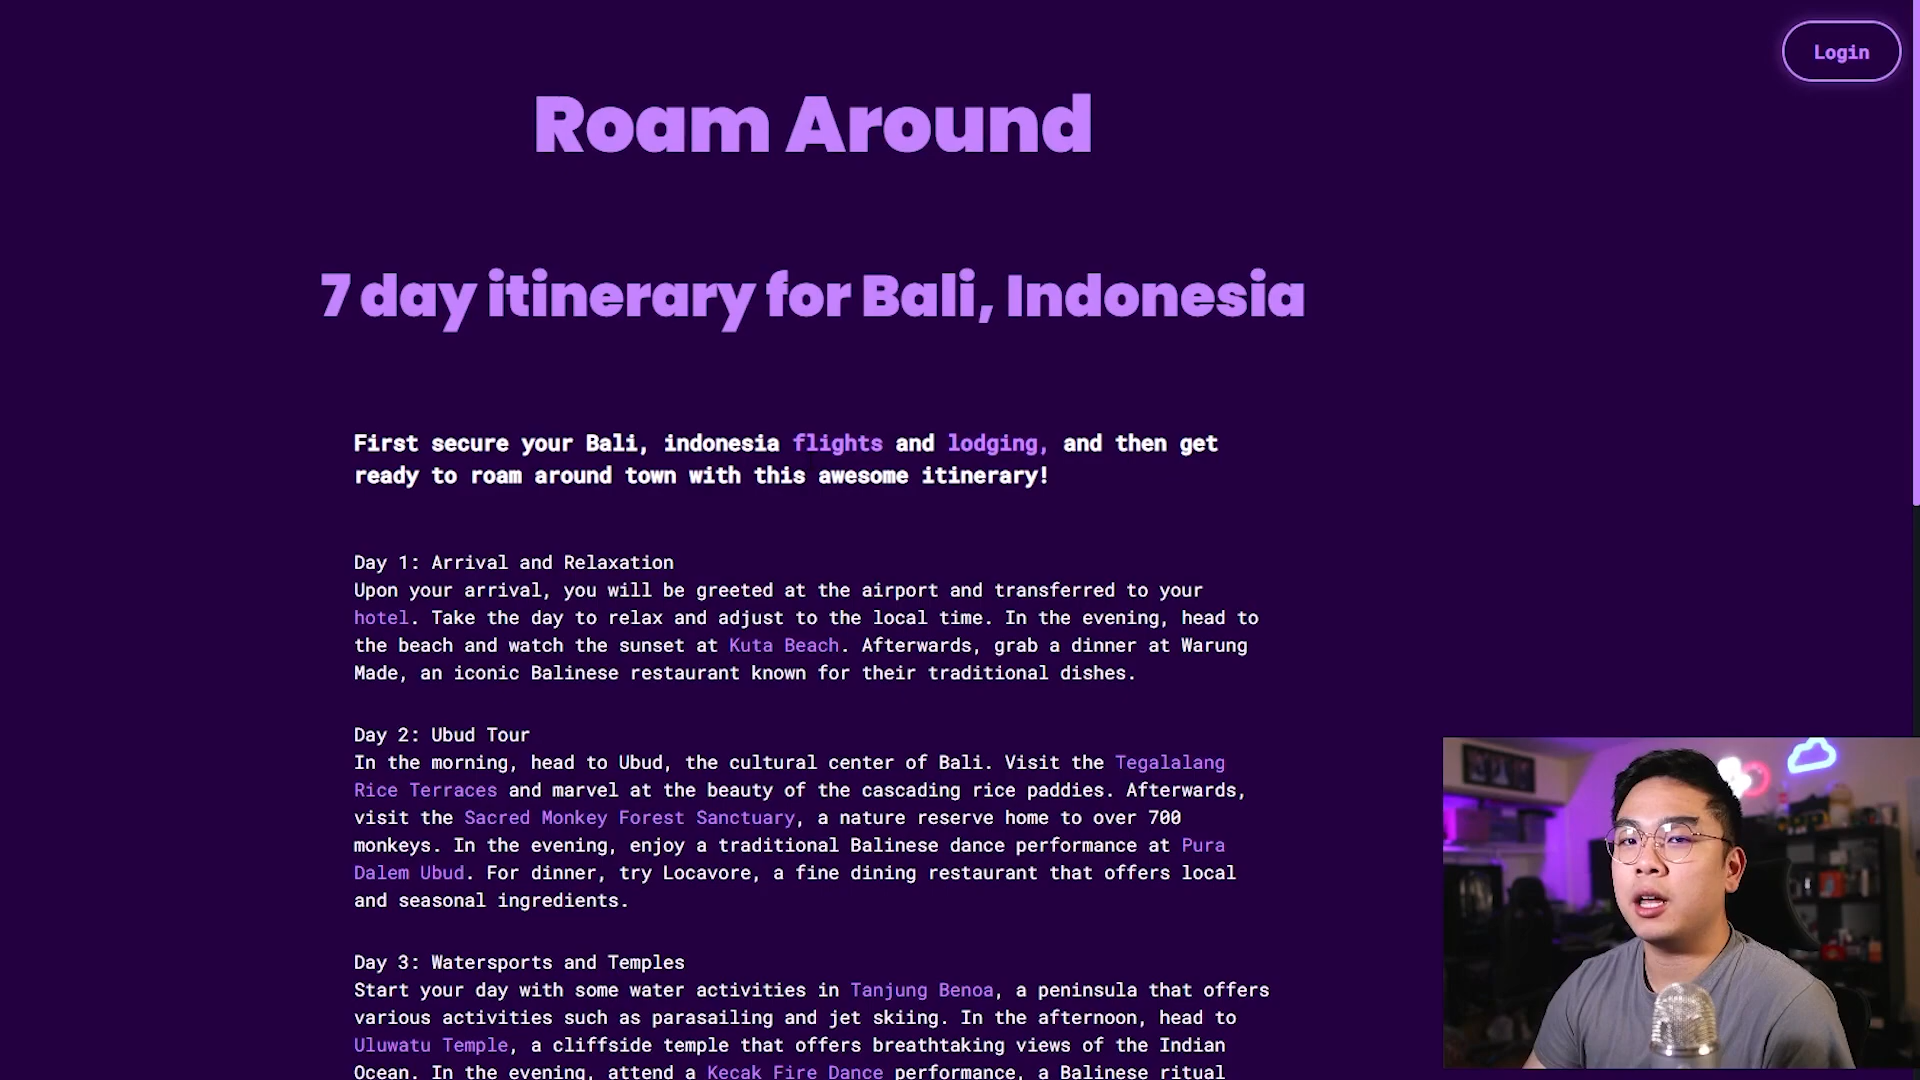 Login
Roam Around
7 day itinerary for Bali, Indonesia
First secure your Bali, indonesia flights and lodging, and then get
ready to roam around town with this awesome itinerary!
Day 1: Arrival and Relaxation
Upon your arrival, you will be greeted at the airport and transferred to your
hotel. Take the day to relax and adjust to the local time. In the evening, head to
the beach and watch the sunset at Kuta Beach. Afterwards, grab a dinner at Warung
Made, an iconic Balinese restaurant known for their traditional dishes.
Day 2: Ubud Tour
In the morning, head to Ubud, the cultural center of Bali. Visit the Tegalalang
Rice Terraces and marvel at the beauty of the cascading rice paddies. Afterwards,
visit the Sacred Monkey Forest Sanctuary, a nature reserve home to over 700
monkeys. In the evening, enjoy a traditional Balinese dance performance at Pura
Dalem Ubud. For dinner, try Locavore, a fine dining restaurant that offers local
and seasonal ingredients.
Day 3: Watersports and Temples
Start your day with some water activities in Tanjung Benoa, a peninsula that offers
various activities such as parasailing and jet skiing. In the afternoon, head to
Uluwatu Temple, a cliffside temple that offers breathtaking views of the Indian
Ocean. In the evening, attend a Kecak Fire Dance performance, a Balinese ritual